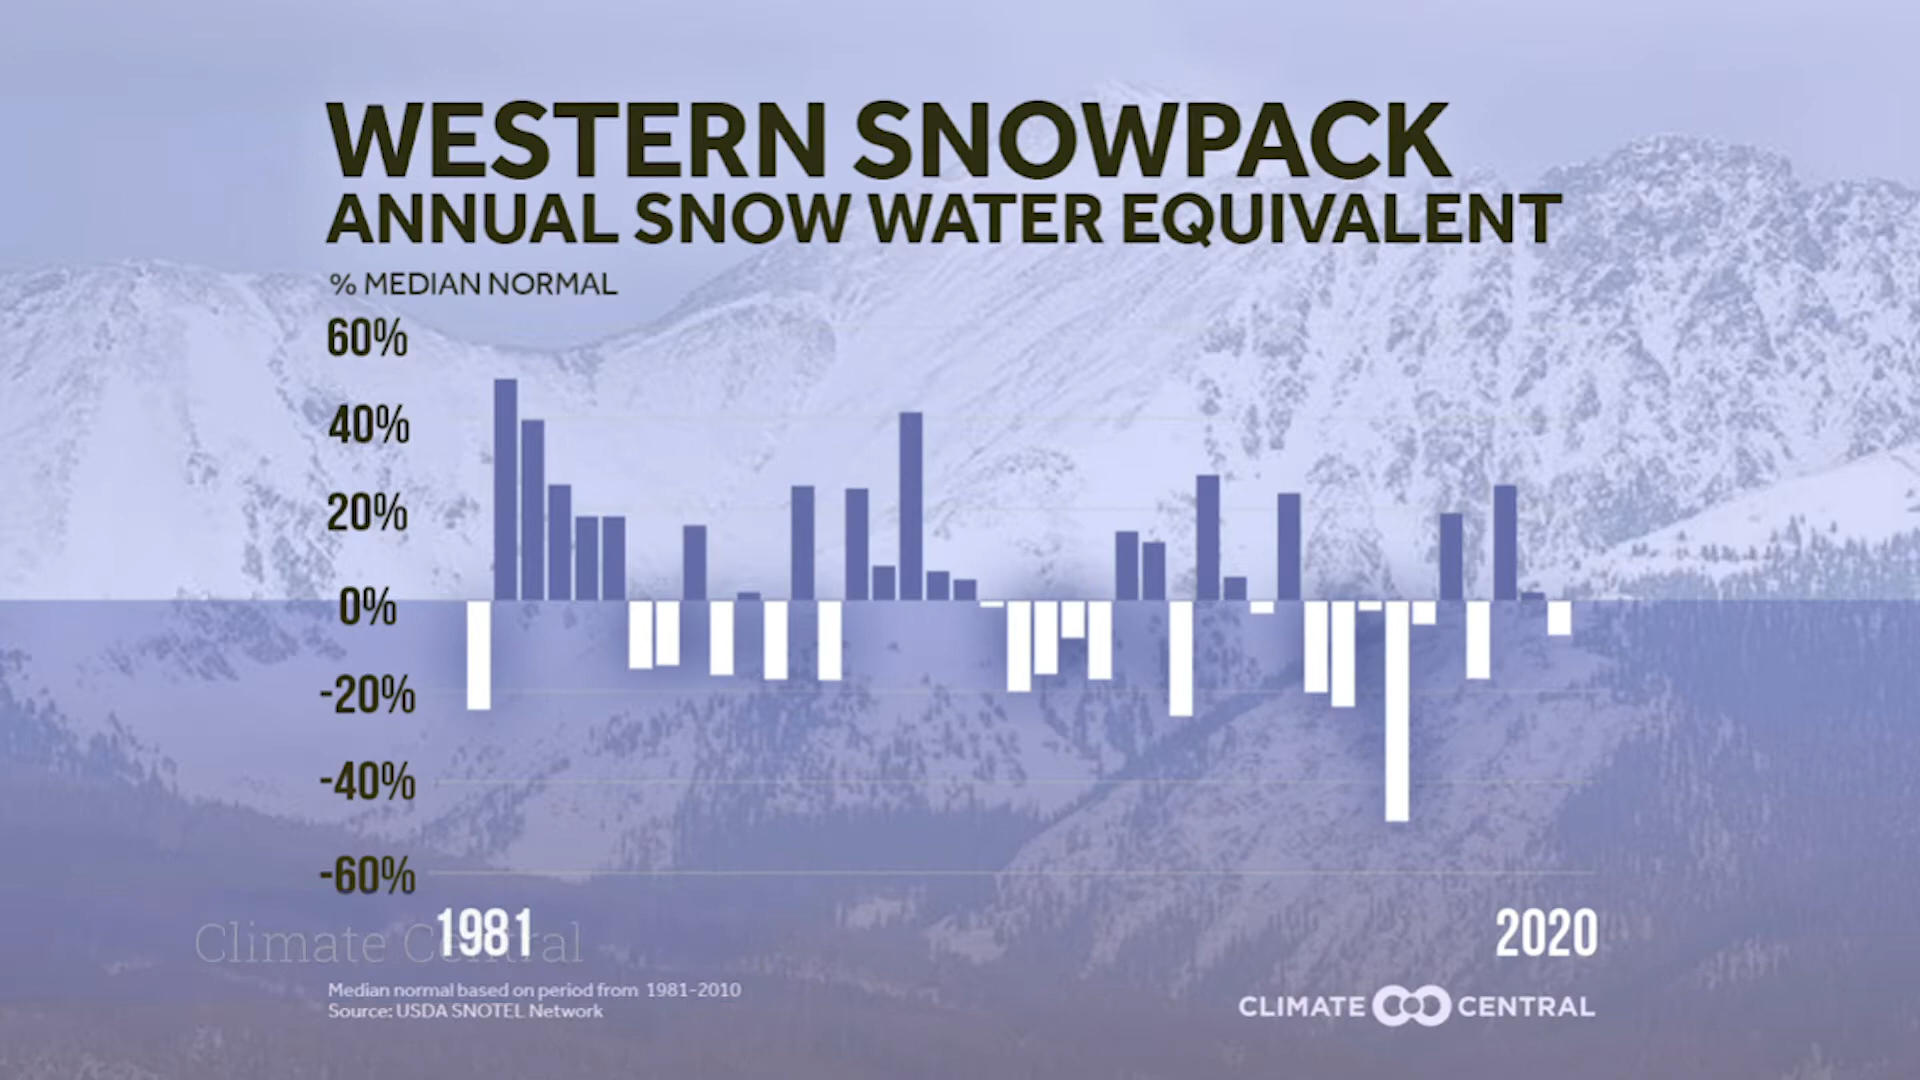 WESTERN SNOWPACK
ANNUAL SNOW WATER EQUIVALENT
% MEDIAN NORMAL
60%
40%
20%
0%
-20%
-40%
-60%
1981
2020
Climate Central
Median normal based on period from 1981-2010
Source: USDA SNOTEL Network
CLIMATE CENTRAL